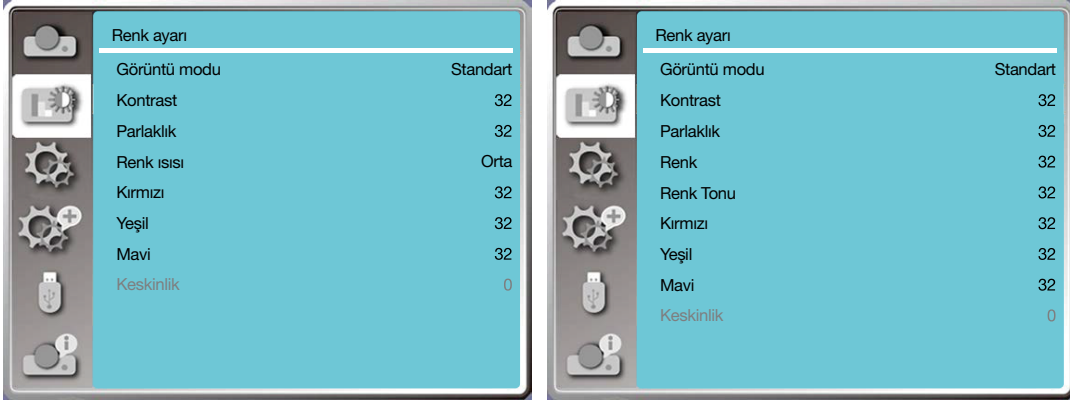 Renk ayarı
Görüntü modu Standart
Kontrast 32
Parlaklık 32
Renk ısısı Orta
Kırmızı 32
Yeşil 32
Mavi 32
Keskinlik 0
Renk ayarı
Görüntü modu Standart
Kontrast 32
Parlaklık 32
Renk 32
Renk Tonu 32
Kırmızı 32
Yeşil 32
Mavi 32
Keskinlik 0